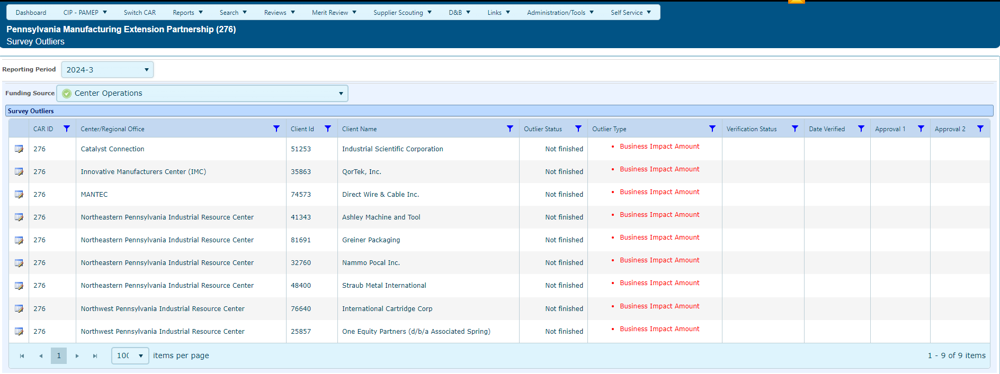 Dashboard CIP - PAMEP Switch CAR Reports Search Reviews Merit Review Supplier Scouting D&B Links Administration/Tools Self Service
Pennsylvania Manufacturing Extension Partnership (276)
Survey Outliers
Reporting Period 2024-3
Funding Source Center Operations
Survey Outliers
CAR ID Center/Regional Office Client Id Client Name Outlier Status Outlier Type Verification Status Date Verified Approval 1 Approval 2
276 Catalyst Connection 51253 Industrial Scientific Corporation Not finished • Business Impact Amount
276 Innovative Manufacturers Center (IMC) 35863 QorTek, Inc. Not finished • Business Impact Amount
276 MANTEC 74573 Direct Wire & Cable Inc. Not finished • Business Impact Amount
276 Northeastern Pennsylvania Industrial Resource Center 41343 Ashley Machine and Tool Not finished • Business Impact Amount
276 Northeastern Pennsylvania Industrial Resource Center 81691 Greiner Packaging Not finished • Business Impact Amount
276 Northeastern Pennsylvania Industrial Resource Center 32760 Nammo Pocal Inc. Not finished • Business Impact Amount
276 Northeastern Pennsylvania Industrial Resource Center 48400 Straub Metal International Not finished • Business Impact Amount
276 Northwest Pennsylvania Industrial Resource Center 76640 International Cartridge Corp Not finished • Business Impact Amount
276 Northwest Pennsylvania Industrial Resource Center 25857 One Equity Partners (d/b/a Associated Spring) Not finished • Business Impact Amount
1 100 items per page 1 - 9 of 9 items